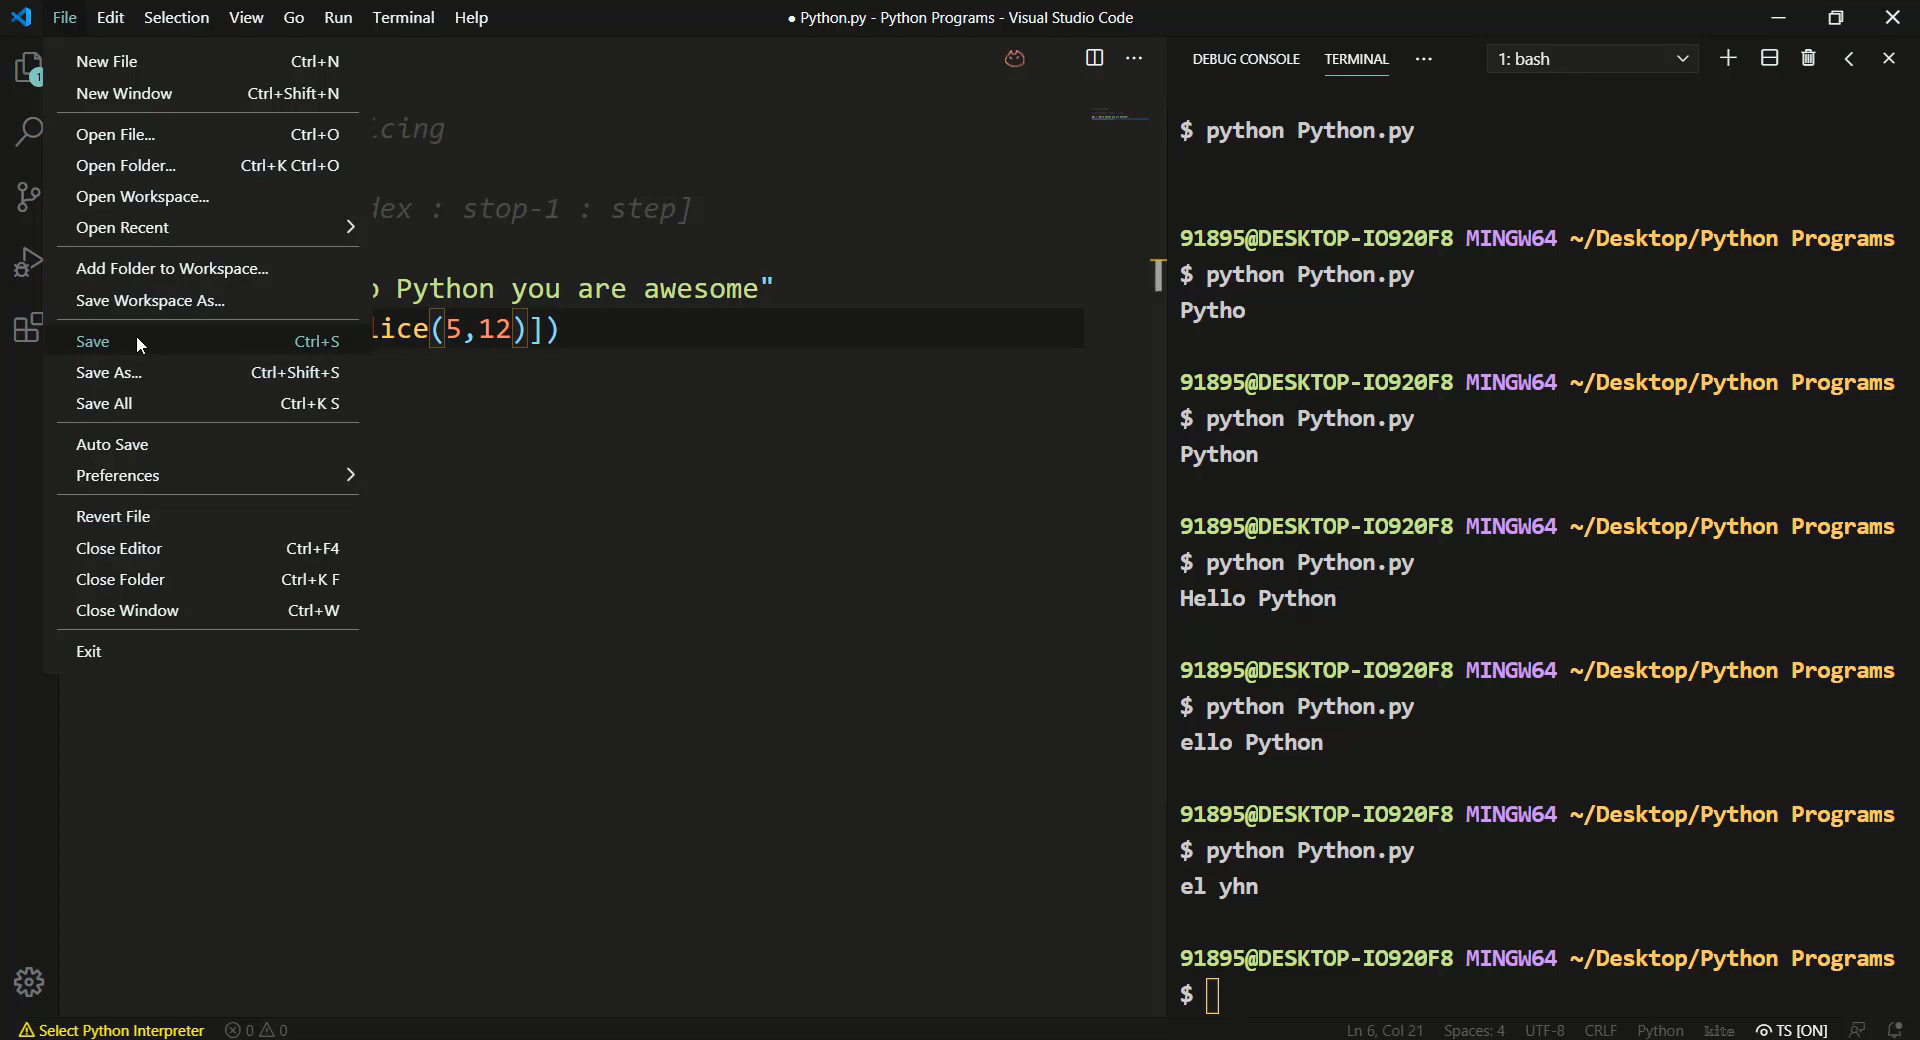 File Edit Selection View Go Run Terminal Help
● Python.py - Python Programs - Visual Studio Code
New File Ctrl+N
New Window Ctrl+Shift+N
Open File... Ctrl+O
Open Folder... Ctrl+K Ctrl+O
Open Workspace...
Open Recent
Add Folder to Workspace...
Save Workspace As...
Save Ctrl+S
Save As... Ctrl+Shift+S
Save All Ctrl+K S
Auto Save
Preferences
Revert File
Close Editor Ctrl+F4
Close Folder Ctrl+K F
Close Window Ctrl+W
Exit
1
icing
dex : stop-1 : step]
o Python you are awesome"
lice(5,12)])
DEBUG CONSOLE TERMINAL ··· 1: bash
$ python Python.py
91895@DESKTOP-IO920F8 MINGW64 ~/Desktop/Python Programs
$ python Python.py
Pytho
91895@DESKTOP-IO920F8 MINGW64 ~/Desktop/Python Programs
$ python Python.py
Python
91895@DESKTOP-IO920F8 MINGW64 ~/Desktop/Python Programs
$ python Python.py
Hello Python
91895@DESKTOP-IO920F8 MINGW64 ~/Desktop/Python Programs
$ python Python.py
ello Python
91895@DESKTOP-IO920F8 MINGW64 ~/Desktop/Python Programs
$ python Python.py
el yhn
91895@DESKTOP-IO920F8 MINGW64 ~/Desktop/Python Programs
$
Select Python Interpreter 0 0
Ln 6, Col 21 Spaces: 4 UTF-8 CRLF Python kite TS [ON]